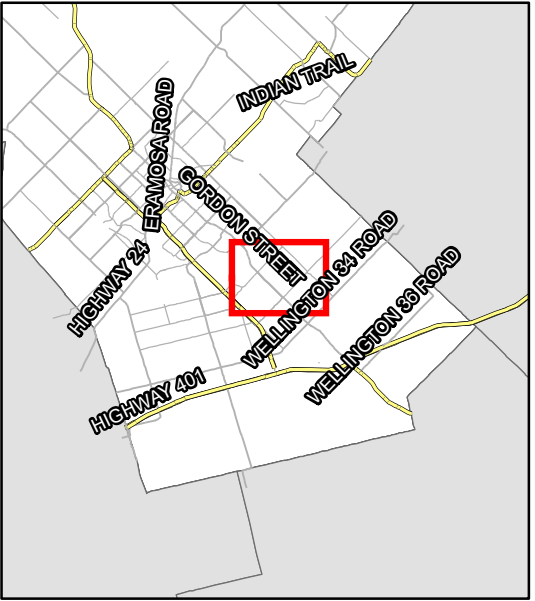 INDIAN TRAIL
ERAMOSA ROAD
GORDON STREET
HIGHWAY 24
WELLINGTON 34 ROAD
WELLINGTON 36 ROAD
HIGHWAY 401